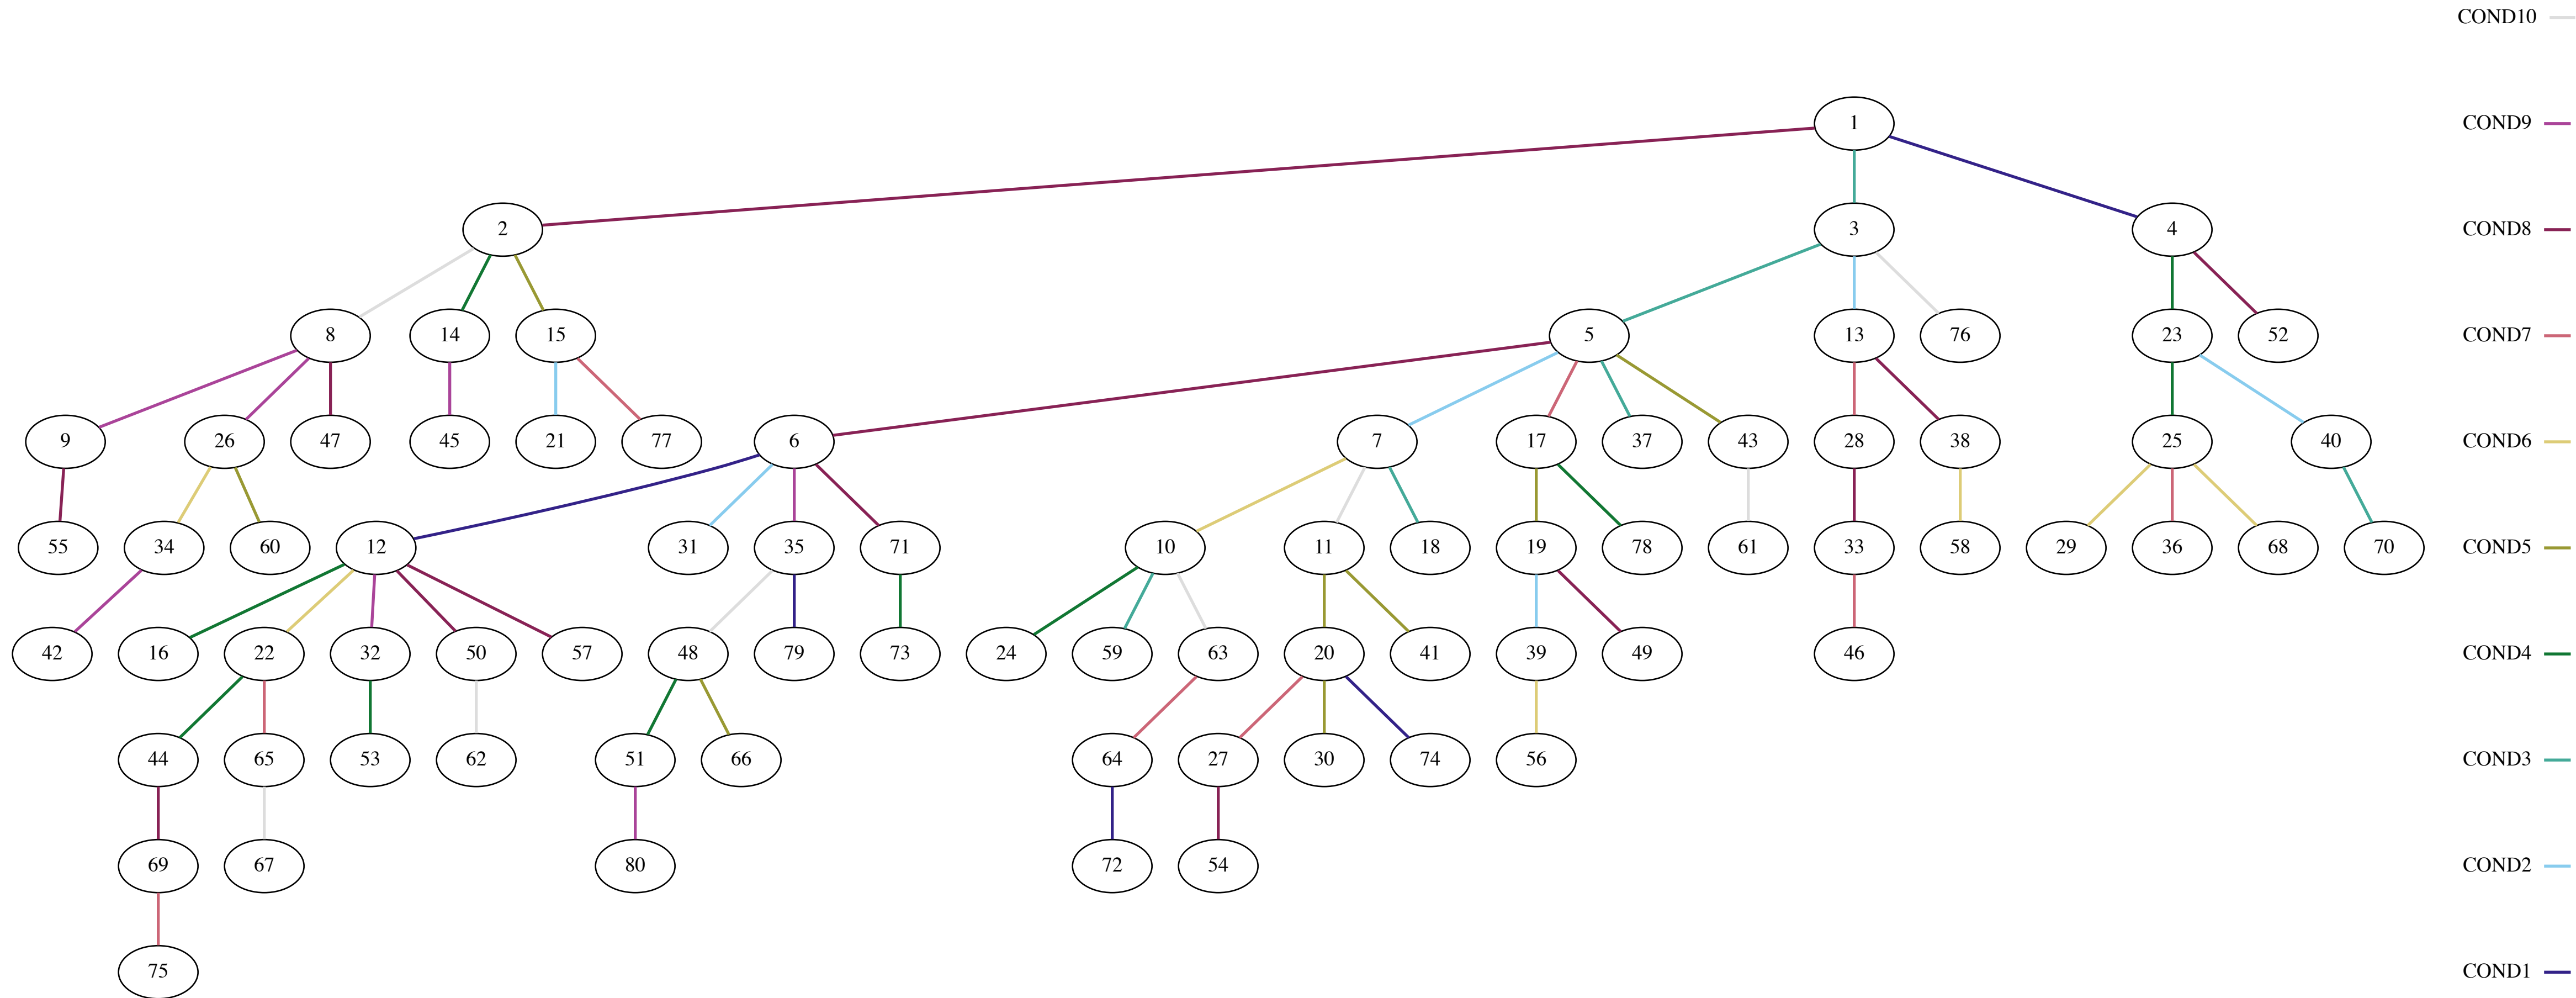 COND10
1 COND9
2 3 4 COND8
8 14 15 5 13 76 23 52 COND7
9 26 47 45 21 77 6 7 17 37 43 28 38 25 40 COND6
55 34 60 12 31 35 71 10 11 18 19 78 61 33 58 29 36 68 70 COND5
42 16 22 32 50 57 48 79 73 24 59 63 20 41 39 49 46 COND4
44 65 53 62 51 66 64 27 30 74 56 COND3
69 67 80 72 54 COND2
75 COND1